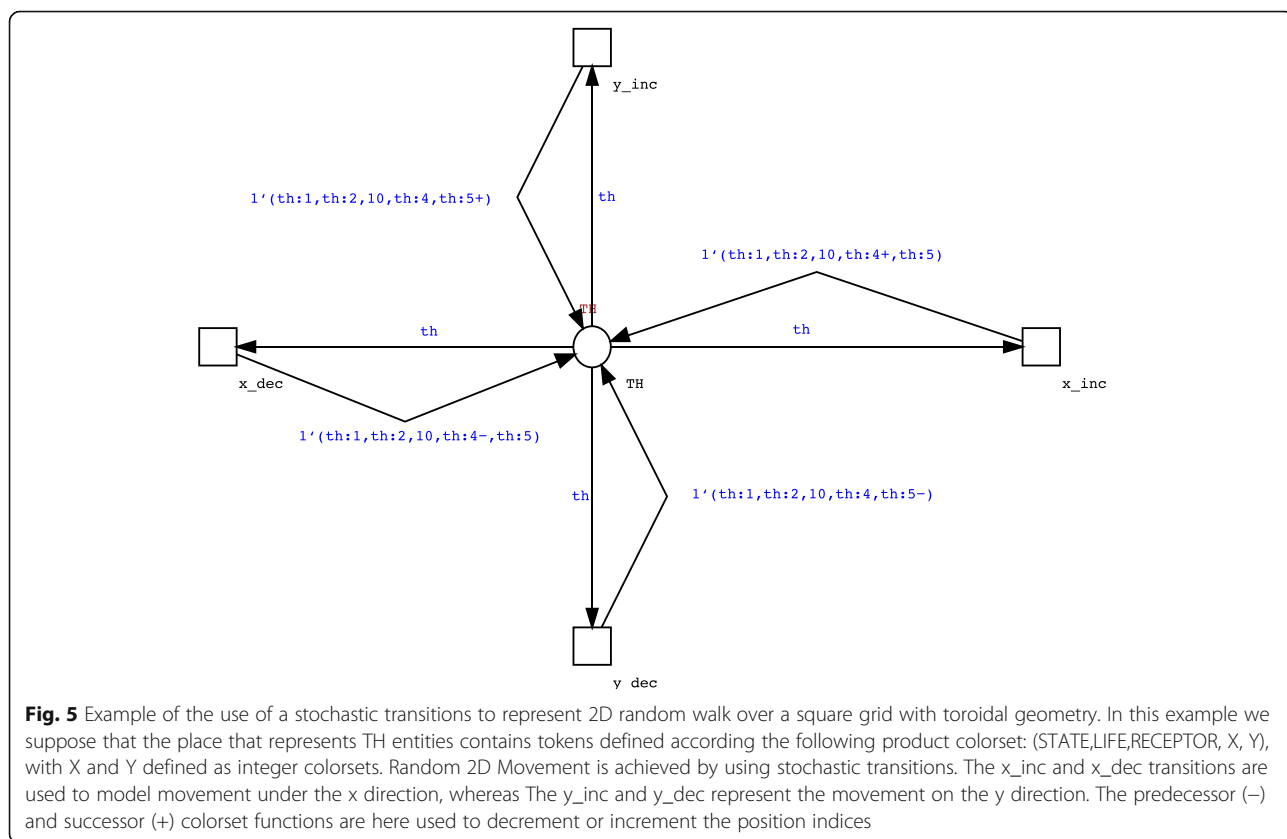 y_inc
1‘(th:1,th:2,10,th:4,th:5+)
th
1‘(th:1,th:2,10,th:4+,th:5)
TH
th
th
x_dec
TH
x_inc
1‘(th:1,th:2,10,th:4-,th:5)
th
1‘(th:1,th:2,10,th:4,th:5-)
y_dec
Fig. 5 Example of the use of a stochastic transitions to represent 2D random walk over a square grid with toroidal geometry. In this example we
suppose that the place that represents TH entities contains tokens defined according the following product colorset: (STATE,LIFE,RECEPTOR, X, Y),
with X and Y defined as integer colorsets. Random 2D Movement is achieved by using stochastic transitions. The x_inc and x_dec transitions are
used to model movement under the x direction, whereas The y_inc and y_dec represent the movement on the y direction. The predecessor (−)
and successor (+) colorset functions are here used to decrement or increment the position indices